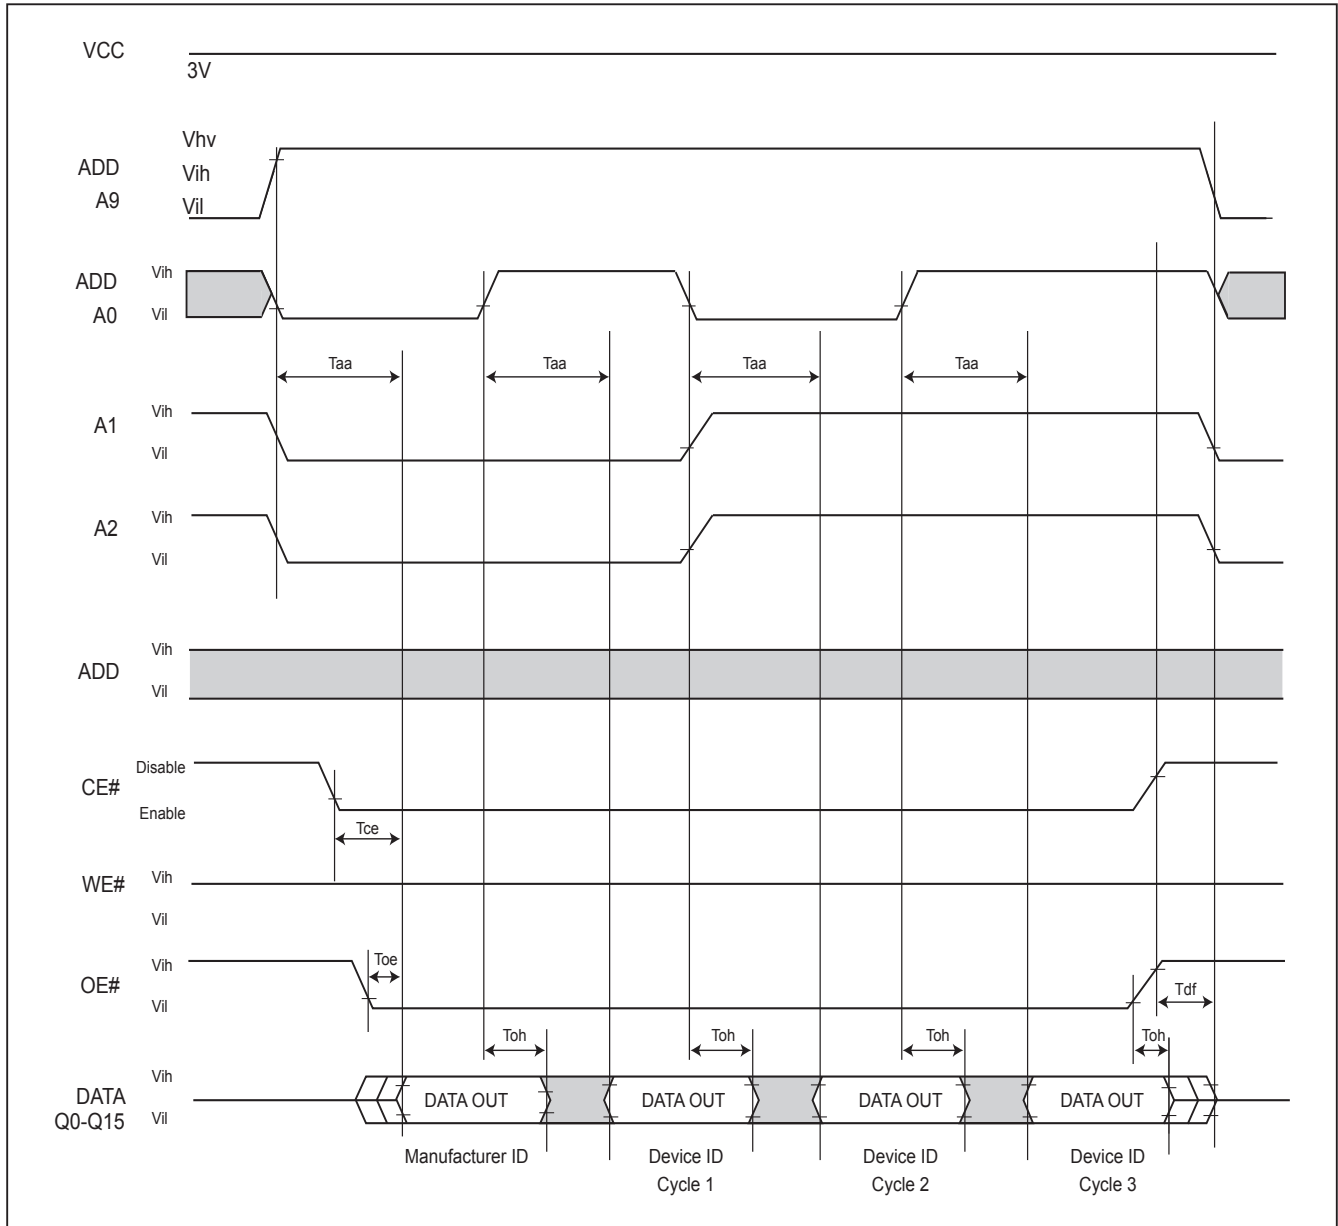 VCC
3V
ADD
A9
Vhv
Vih
Vil
ADD
A0
Vih
Vil
Taa Taa Taa Taa
A1
Vih
Vil
A2
Vih
Vil
ADD
Vih
Vil
CE#
Disable
Enable
Tce
WE#
Vih
Vil
OE#
Vih
Vil
Toe
Tdf
Toh Toh Toh Toh
DATA
Q0-Q15
Vih
Vil
DATA OUT DATA OUT DATA OUT DATA OUT
Manufacturer ID
Device ID
Cycle 1
Device ID
Cycle 2
Device ID
Cycle 3